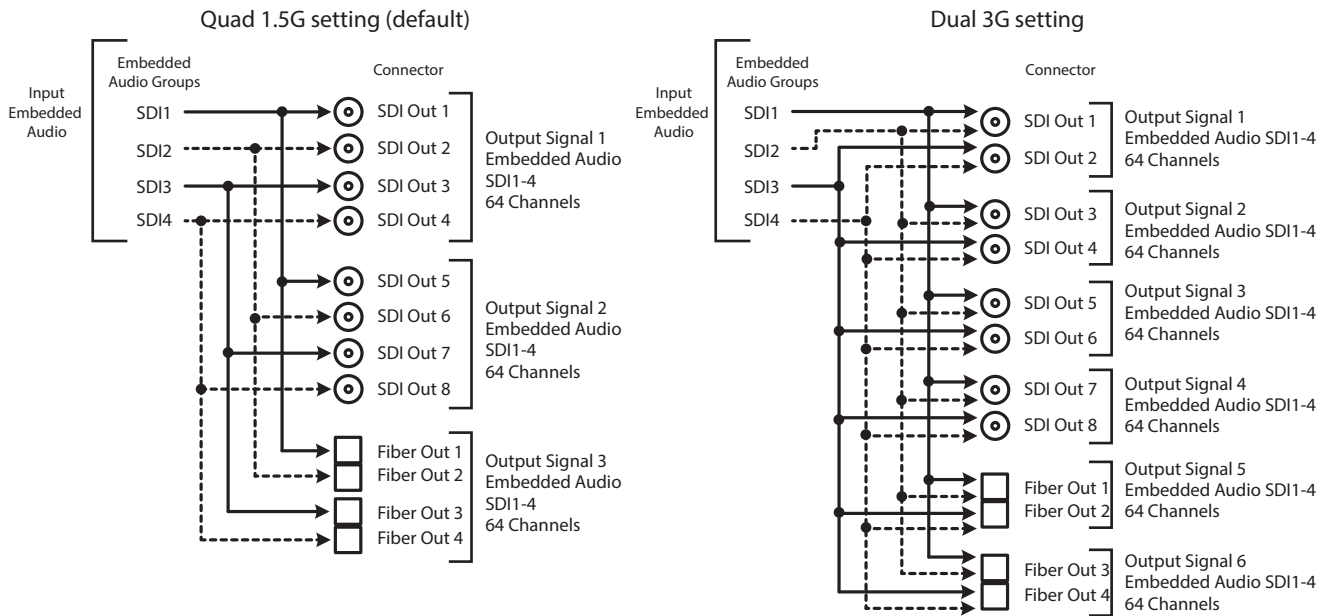 Quad 1.5G setting (default)
Input
Embedded
Audio
Embedded
Audio Groups
SDI1
SDI2
SDI3
SDI4
Connector
SDI Out 1
SDI Out 2
SDI Out 3
SDI Out 4
Output Signal 1
Embedded Audio
SDI1-4
64 Channels
SDI Out 5
SDI Out 6
SDI Out 7
SDI Out 8
Output Signal 2
Embedded Audio
SDI1-4
64 Channels
Fiber Out 1
Fiber Out 2
Fiber Out 3
Fiber Out 4
Output Signal 3
Embedded Audio
SDI1-4
64 Channels
Dual 3G setting
Input
Embedded
Audio
Embedded
Audio Groups
SDI1
SDI2
SDI3
SDI4
Connector
SDI Out 1
SDI Out 2
Output Signal 1
Embedded Audio SDI1-4
64 Channels
SDI Out 3
SDI Out 4
Output Signal 2
Embedded Audio SDI1-4
64 Channels
SDI Out 5
SDI Out 6
Output Signal 3
Embedded Audio SDI1-4
64 Channels
SDI Out 7
SDI Out 8
Output Signal 4
Embedded Audio SDI1-4
64 Channels
Fiber Out 1
Fiber Out 2
Output Signal 5
Embedded Audio SDI1-4
64 Channels
Fiber Out 3
Fiber Out 4
Output Signal 6
Embedded Audio SDI1-4
64 Channels